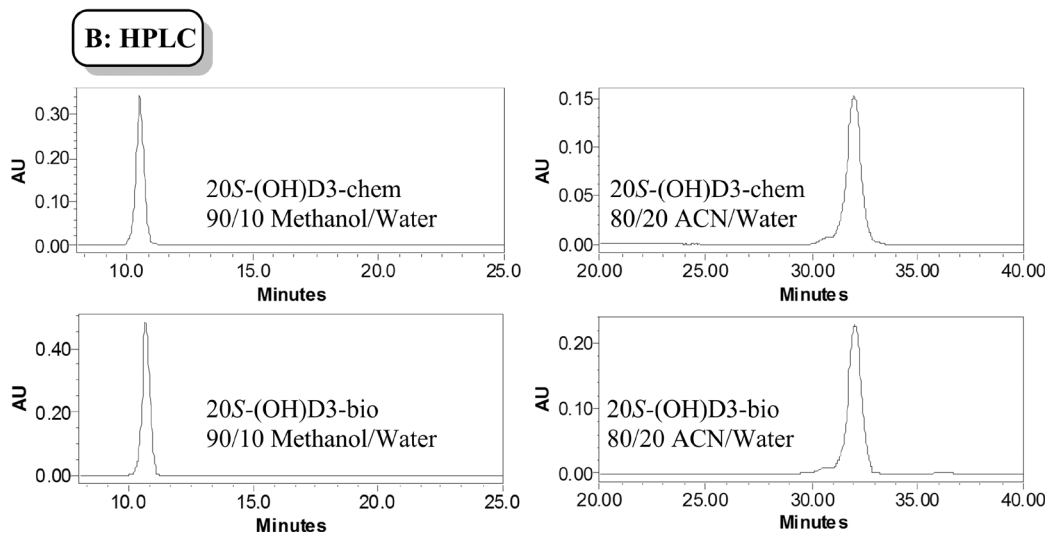 B: HPLC
AU
0.30
0.20
0.10
0.00
20S-(OH)D3-chem
90/10 Methanol/Water
10.0 15.0 20.0 25.0
Minutes
AU
0.15
0.10
0.05
0.00
20S-(OH)D3-chem
80/20 ACN/Water
20.00 25.00 30.00 35.00 40.00
Minutes
AU
0.40
0.20
0.00
20S-(OH)D3-bio
90/10 Methanol/Water
10.0 15.0 20.0 25.0
Minutes
AU
0.20
0.10
0.00
20S-(OH)D3-bio
80/20 ACN/Water
20.00 25.00 30.00 35.00 40.00
Minutes